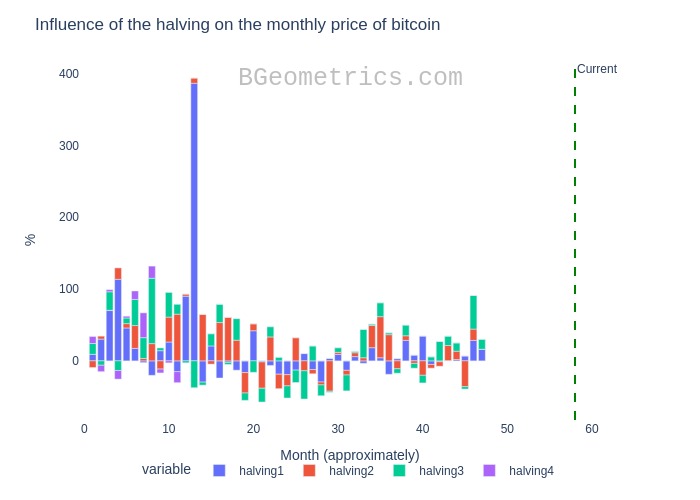 Influence of the halving on the monthly price of bitcoin
BGeometrics.com
Current
400
300
200
100
0
%
0 10 20 30 40 50 60
Month (approximately)
variable halving1 halving2 halving3 halving4